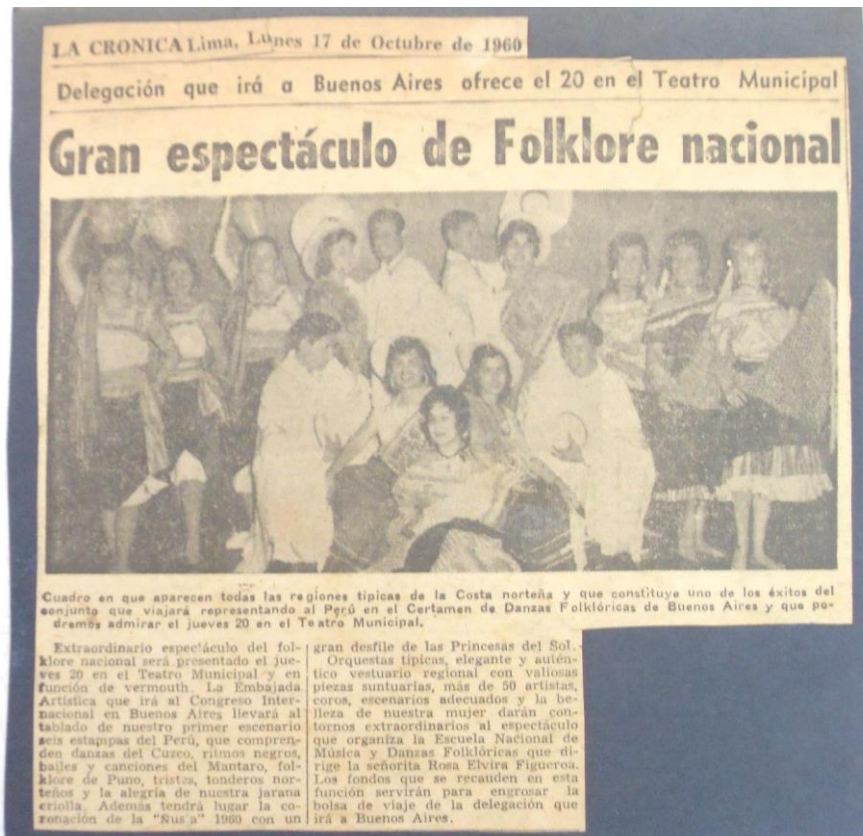 LA CRONICA Lima, Lunes 17 de Octubre de 1960
Delegación que irá a Buenos Aires ofrece el 20 en el Teatro Municipal
Gran espectáculo de Folklore nacional
Cuadro en que aparecen todas las regiones típicas de la Costa norteña y que constituye uno de los éxitos del
conjunto que viajará representando al Perú en el Certamen de Danzas Folklóricas de Buenos Aires y que po-
dremos admirar el jueves 20 en el Teatro Municipal.
Extraordinario espectáculo del fol-
klore nacional será presentado el jue-
ves 20 en el Teatro Municipal y en
función de vermouth. La Embajada
Artística que irá al Congreso Inter-
nacional en Buenos Aires llevará al
tablado de nuestro primer escenario
seis estampas del Perú, que compren-
den danzas del Cuzco, ritmos negros,
bailes y canciones del Mantaro, fol-
klore de Puno, tristes, tonderos nor-
teños y la alegría de nuestra jarana
criolla. Además tendrá lugar la co-
ronación de la "Ñusta" 1960 con un
gran desfile de las Princesas del Sol.
Orquestas típicas, elegante y autén-
tico vestuario regional con valiosas
piezas suntuarias, más de 50 artistas,
coros, escenarios adecuados y la be-
lleza de nuestra mujer darán con-
tornos extraordinarios al espectáculo
que organiza la Escuela Nacional de
Música y Danzas Folklóricas que di-
rige la señorita Rosa Elvira Figueroa.
Los fondos que se recauden en esta
función servirán para engrosar la
bolsa de viaje de la delegación que
irá a Buenos Aires.